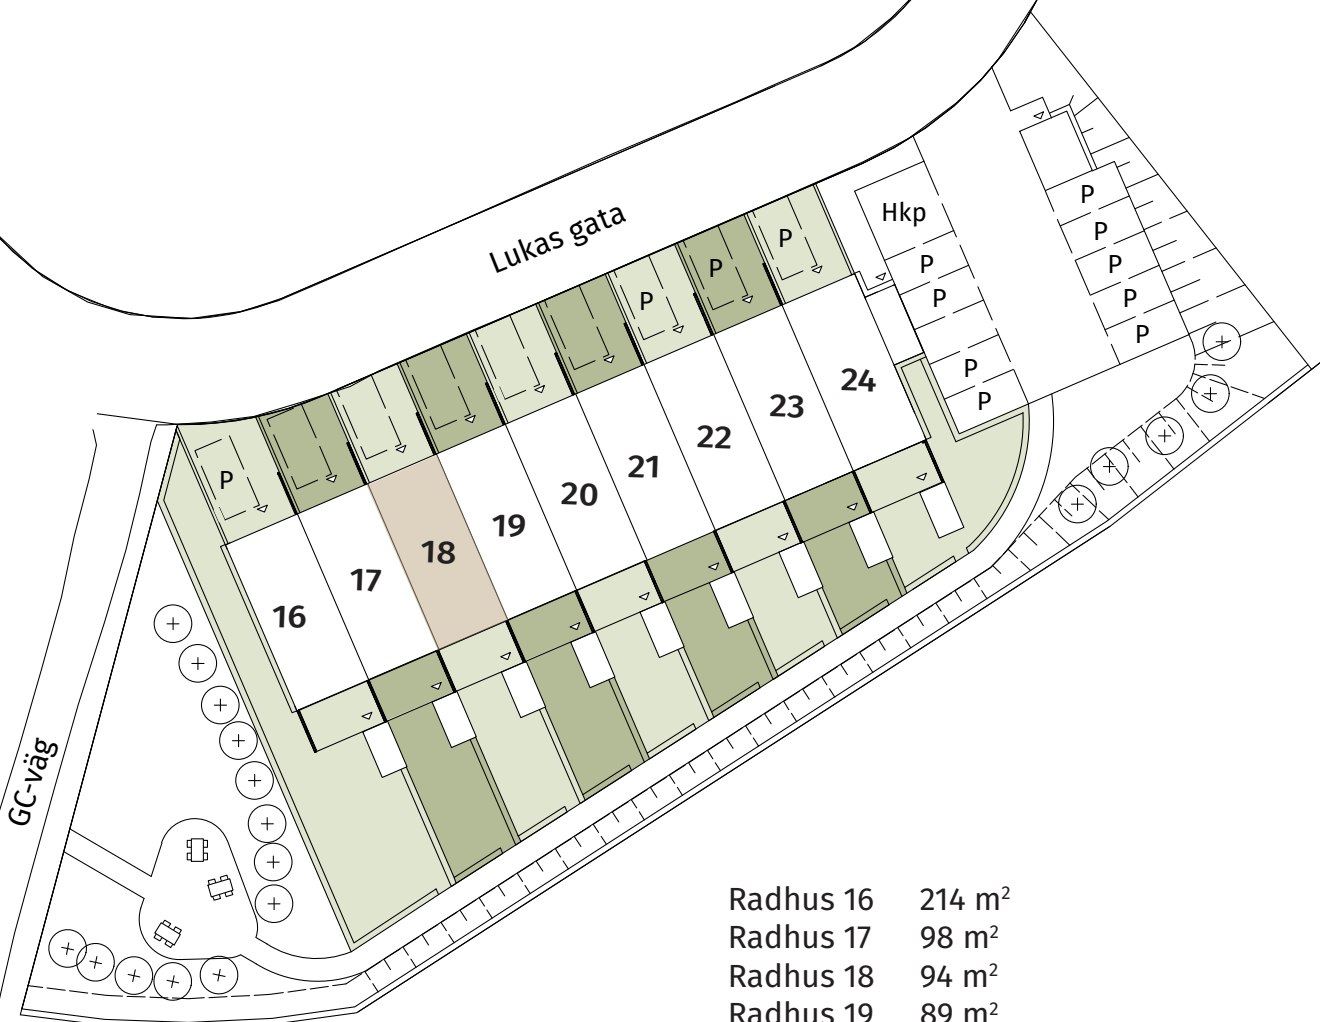 Lukas gata
Hkp
P
P
P
P
P
P
P
P
P
P
P
P
P
P
16
17
18
19
20
21
22
23
24
GC-väg
Radhus 16 214 m²
Radhus 17 98 m²
Radhus 18 94 m²
Radhus 19 89 m²